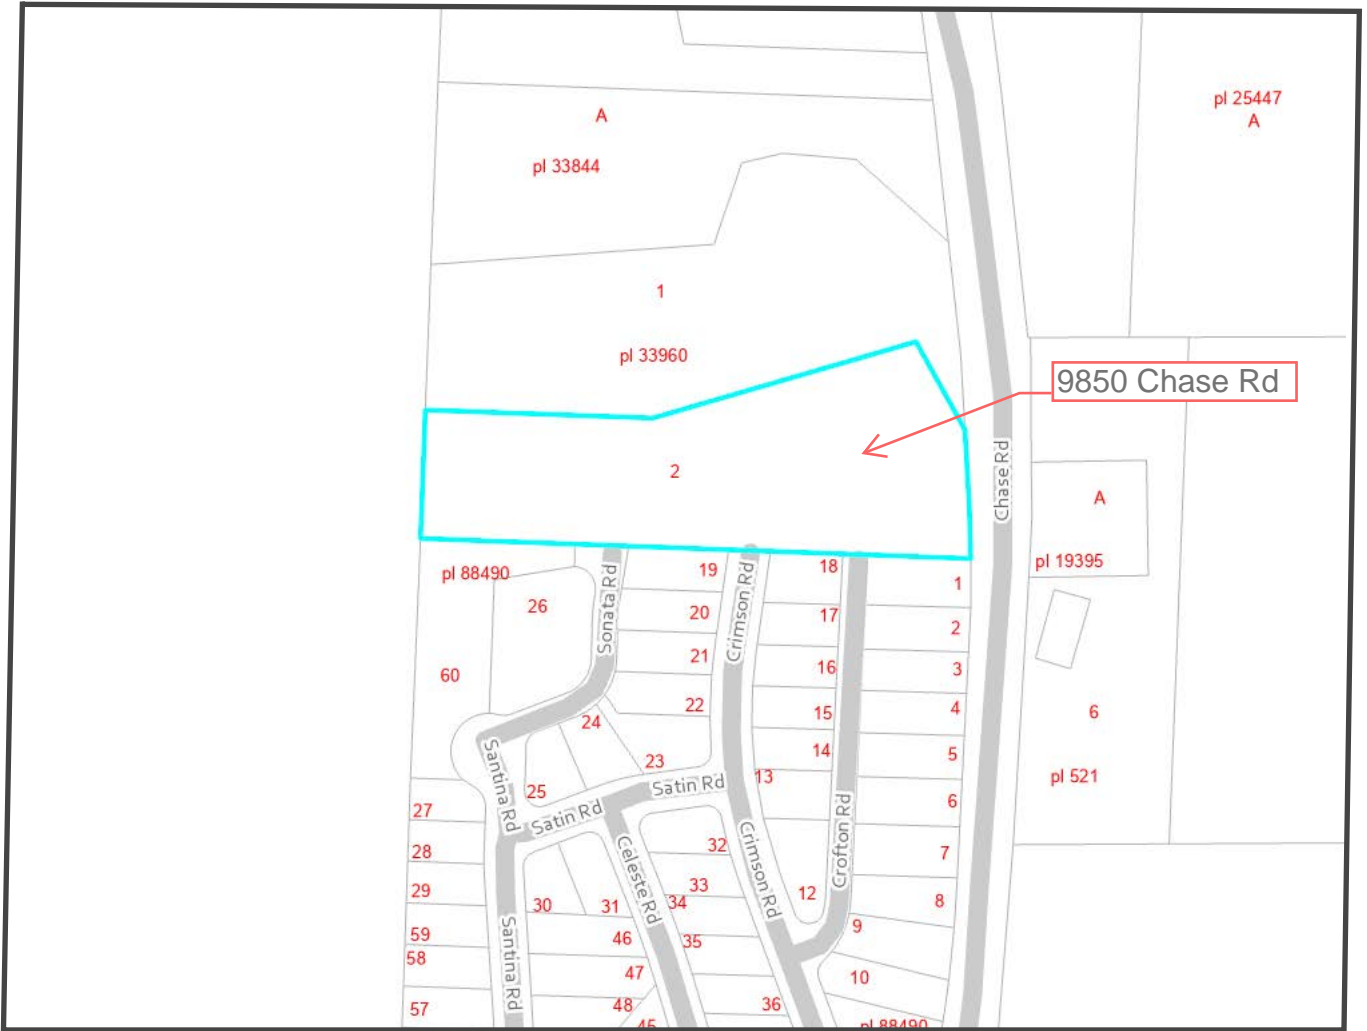 pl 25447
A
A
pl 33844
1
pl 33960
9850 Chase Rd
2
Chase Rd
A
pl 19395
pl 88490
26
60
Sonata Rd
19
20
21
22
Crimson Rd
18
17
16
15
14
13
1
2
3
4
5
6
7
8
9
10
6
pl 521
24
23
25
Santina Rd
Satin Rd
Satin Rd
Crofton Rd
27
28
29
59
58
57
30
31
Celeste Rd
32
33
34
35
36
Crimson Rd
12
46
47
48
45
Santina Rd
pl 88490